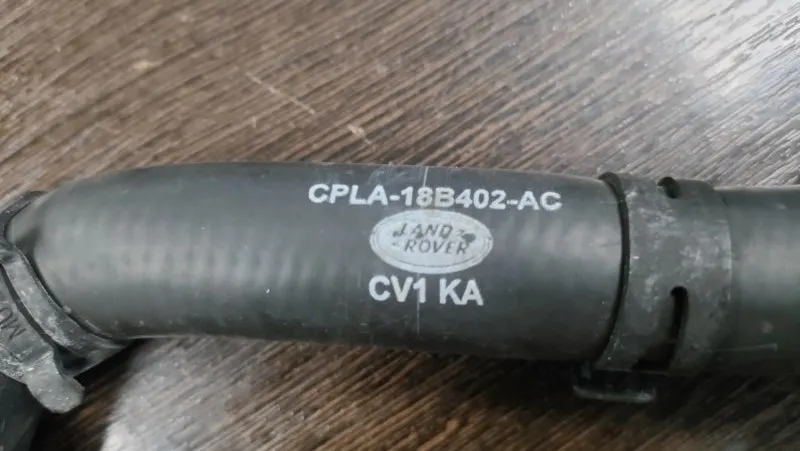 CPLA-18B402-AC
LAND
ROVER
CV1 KA